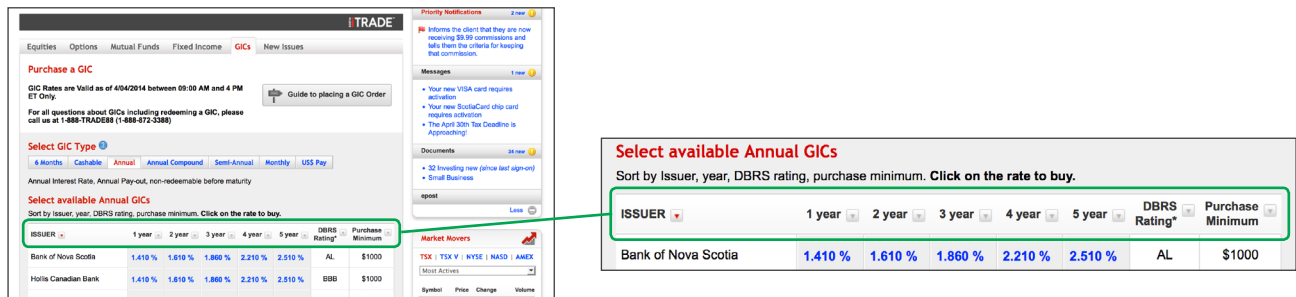 iTRADE
Equities Options Mutual Funds Fixed Income GICs New Issues
Purchase a GIC
GIC Rates are Valid as of 4/04/2014 between 09:00 AM and 4 PM
ET Only.
For all questions about GICs including redeeming a GIC, please
call us at 1-888-TRADE88 (1-888-872-3388)
Guide to placing a GIC Order
Select GIC Type
6 Months Cashable Annual Annual Compound Semi-Annual Monthly US$ Pay
Annual Interest Rate, Annual Pay-out, non-redeemable before maturity
Select available Annual GICs
Sort by Issuer, year, DBRS rating, purchase minimum. Click on the rate to buy.
ISSUER 1 year 2 year 3 year 4 year 5 year DBRS Rating* Purchase Minimum
Bank of Nova Scotia 1.410 % 1.610 % 1.860 % 2.210 % 2.510 % AL $1000
Hollis Canadian Bank 1.410 % 1.610 % 1.860 % 2.210 % 2.510 % BBB $1000
Priority Notifications 2 new
Informs the client that they are now
receiving $9.99 commissions and
tells them the criteria for keeping
that commission.
Messages 1 new
• Your new VISA card requires
activation
• Your new ScotiaCard chip card
requires activation
• The April 30th Tax Deadline is
Approaching!
Documents 34 new
• 32 Investing new (since last sign-on)
• Small Business
epost
Less
Market Movers
TSX | TSX V | NYSE | NASD | AMEX
Most Actives
Symbol Price Change Volume
Select available Annual GICs
Sort by Issuer, year, DBRS rating, purchase minimum. Click on the rate to buy.
ISSUER 1 year 2 year 3 year 4 year 5 year DBRS Rating* Purchase Minimum
Bank of Nova Scotia 1.410 % 1.610 % 1.860 % 2.210 % 2.510 % AL $1000